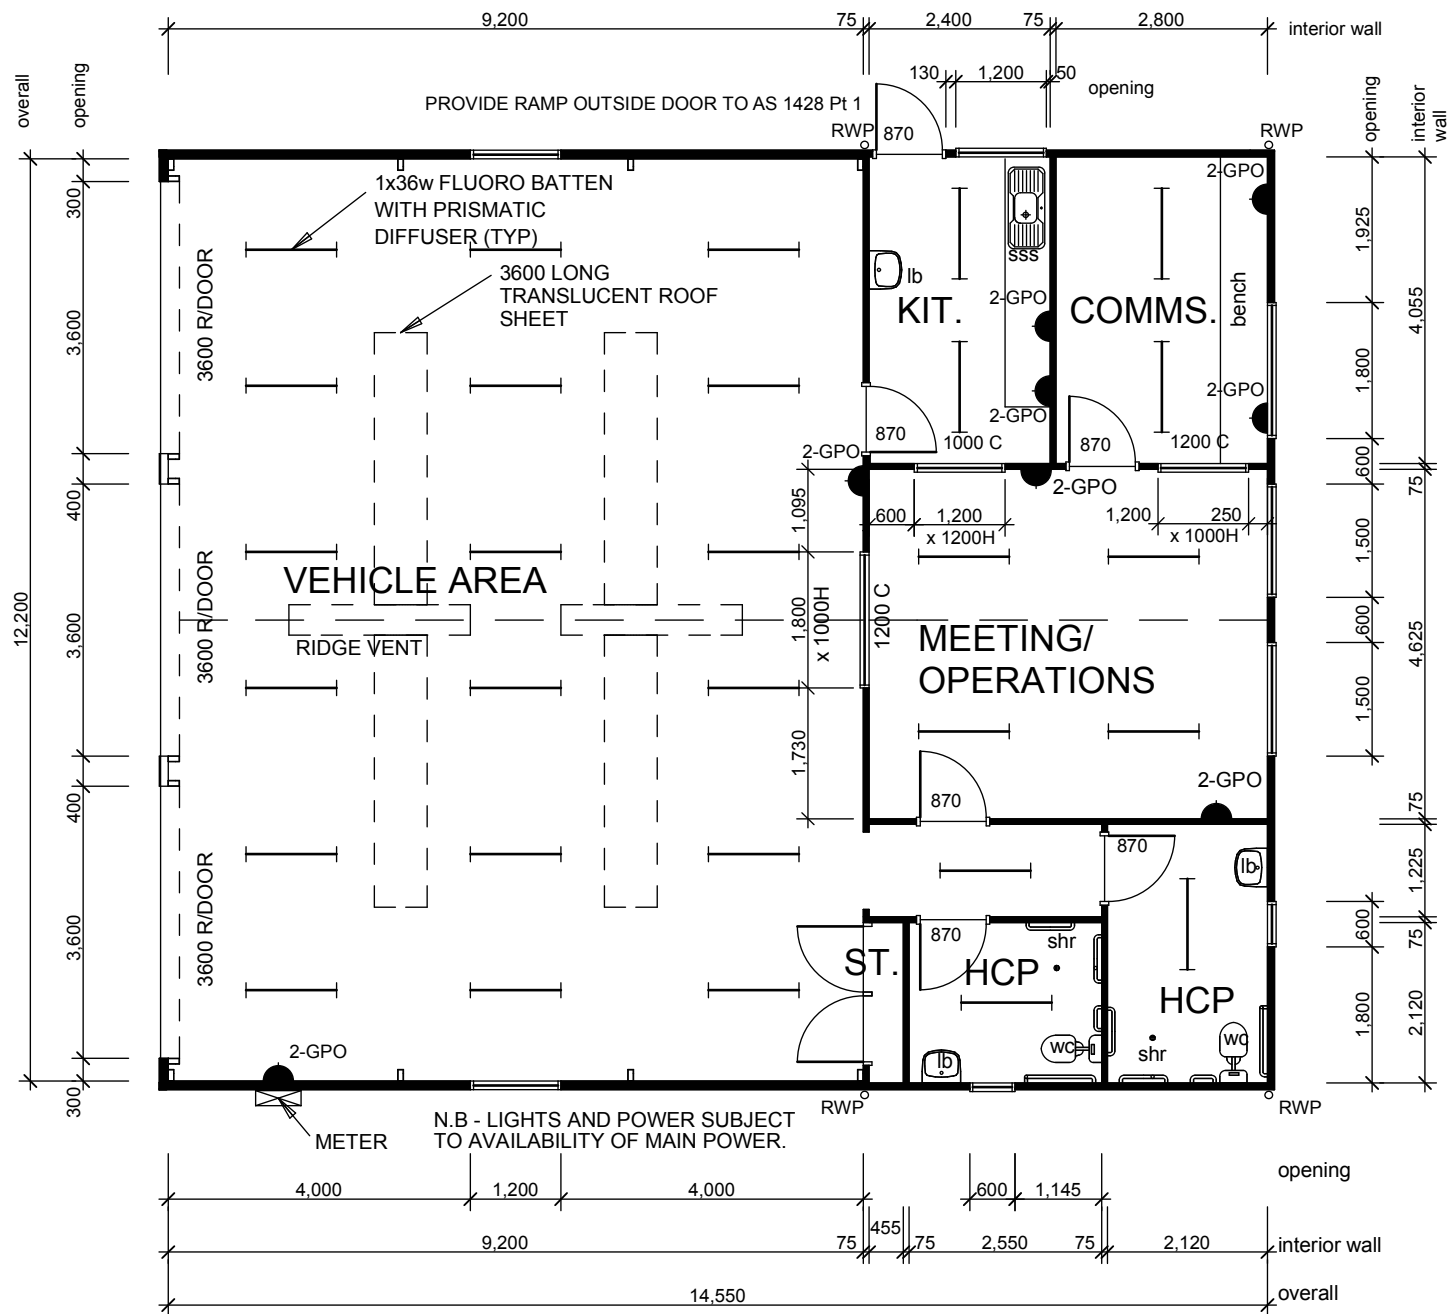 9,200
75
2,400
75
2,800
interior wall
130
1,200
50
opening
overall
opening
opening
interior
wall
PROVIDE RAMP OUTSIDE DOOR TO AS 1428 Pt 1
RWP
870
RWP
1x36w FLUORO BATTEN
WITH PRISMATIC
DIFFUSER (TYP)
3600 LONG
TRANSLUCENT ROOF
SHEET
3600 R/DOOR
lb
sss
2-GPO
KIT.
COMMS.
bench
2-GPO
2-GPO
2-GPO
870
1000 C
870
1200 C
2-GPO
2-GPO
600
1,200
x 1200H
1,200
250
x 1000H
300
3,600
400
3,600
400
3,600
300
12,200
1,095
1,800
x 1000H
1200 C
1,730
VEHICLE AREA
RIDGE VENT
3600 R/DOOR
MEETING/
OPERATIONS
2-GPO
870
870
lb
3600 R/DOOR
ST.
870
shr
HCP
HCP
wc
lb
shr
wc
1,925
1,800
600
1,500
600
1,500
600
1,800
4,055
75
4,625
75
1,225
75
2,120
2-GPO
METER
N.B - LIGHTS AND POWER SUBJECT
TO AVAILABILITY OF MAIN POWER.
RWP
RWP
4,000
1,200
4,000
600
1,145
opening
9,200
75
455
75
2,550
75
2,120
interior wall
14,550
overall